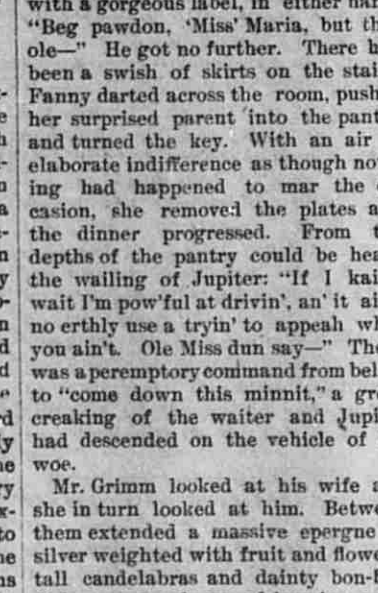 with a gorgeous label, in either han
"Beg pawdon, 'Miss' Maria, but th
ole—" He got no further. There h
been a swish of skirts on the stai
Fanny darted across the room, push
her surprised parent into the pant
and turned the key. With an air
elaborate indifference as though no
ing had happened to mar the
casion, she removed the plates a
the dinner progressed. From t
depths of the pantry could be hea
the wailing of Jupiter: "If I kai
wait I'm pow'ful at drivin', an' it ai
no erthly use a tryin' to appeah wh
you ain't. Ole Miss dun say—" The
was a peremptory command from bel
to "come down this minnit," a gre
creaking of the waiter and Jupi
had descended on the vehicle of
woe.
Mr. Grimm looked at his wife a
she in turn looked at him. Betwe
them extended a massive epergne
silver weighted with fruit and flowe
tall candelabras and dainty bon-b